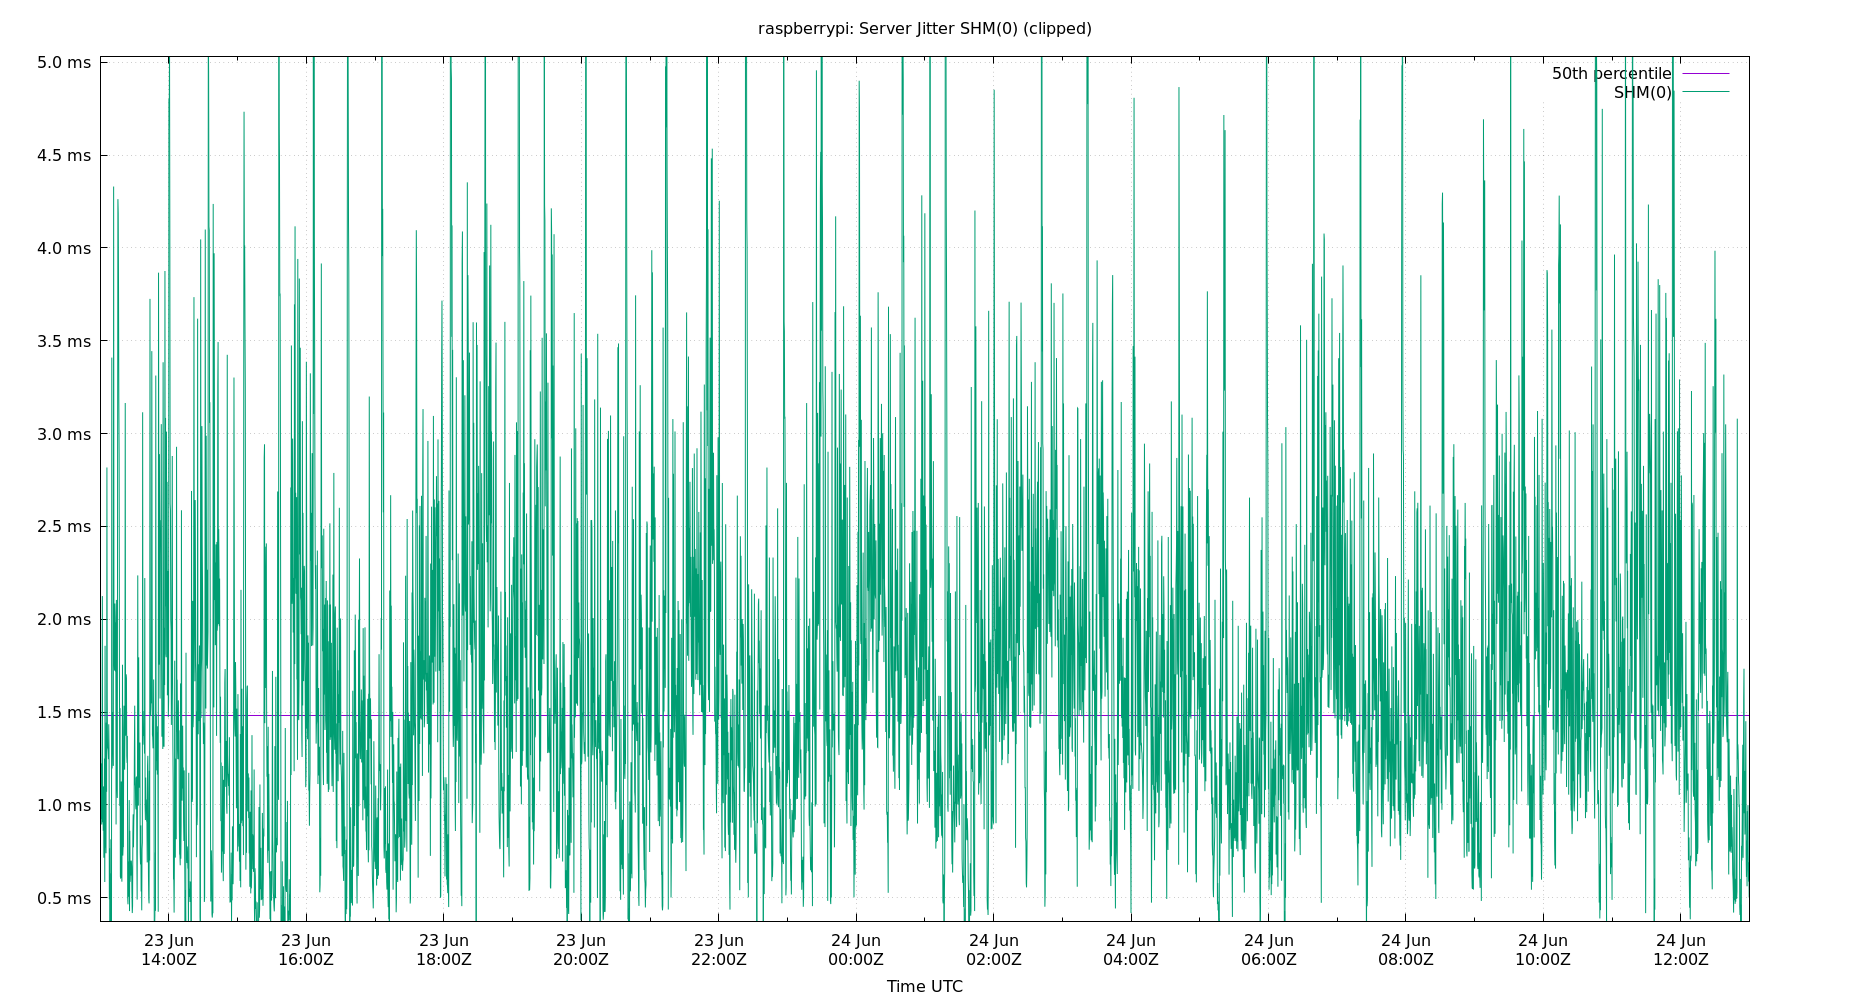 raspberrypi: Server Jitter SHM(0) (clipped)
5.0 ms
4.5 ms
4.0 ms
3.5 ms
3.0 ms
2.5 ms
2.0 ms
1.5 ms
1.0 ms
0.5 ms
50th percentile
SHM(0)
23 Jun 23 Jun 23 Jun 23 Jun 23 Jun 24 Jun 24 Jun 24 Jun 24 Jun 24 Jun 24 Jun 24 Jun
14:00Z 16:00Z 18:00Z 20:00Z 22:00Z 00:00Z 02:00Z 04:00Z 06:00Z 08:00Z 10:00Z 12:00Z
Time UTC